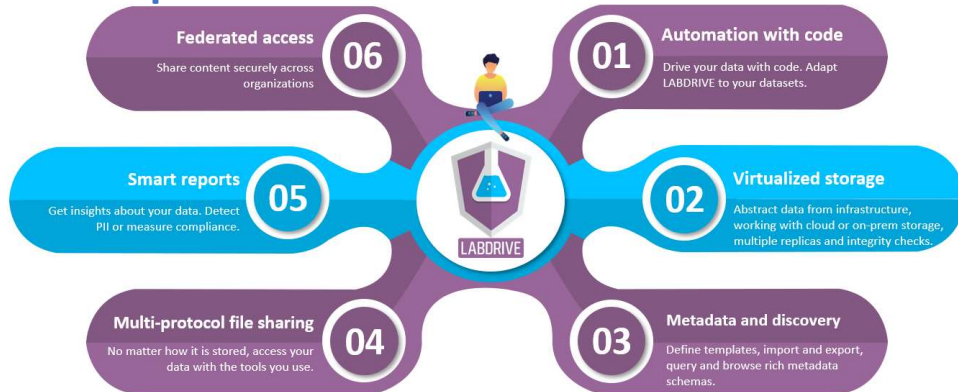 01
Automation with code
Drive your data with code. Adapt
LABDRIVE to your datasets.
02
Virtualized storage
Abstract data from infrastructure,
working with cloud or on-prem storage,
multiple replicas and integrity checks.
03
Metadata and discovery
Define templates, import and export,
query and browse rich metadata
schemas.
04
Multi-protocol file sharing
No matter how it is stored, access your
data with the tools you use.
05
Smart reports
Get insights about your data. Detect
PII or measure compliance.
06
Federated access
Share content securely across
organizations
LABDRIVE